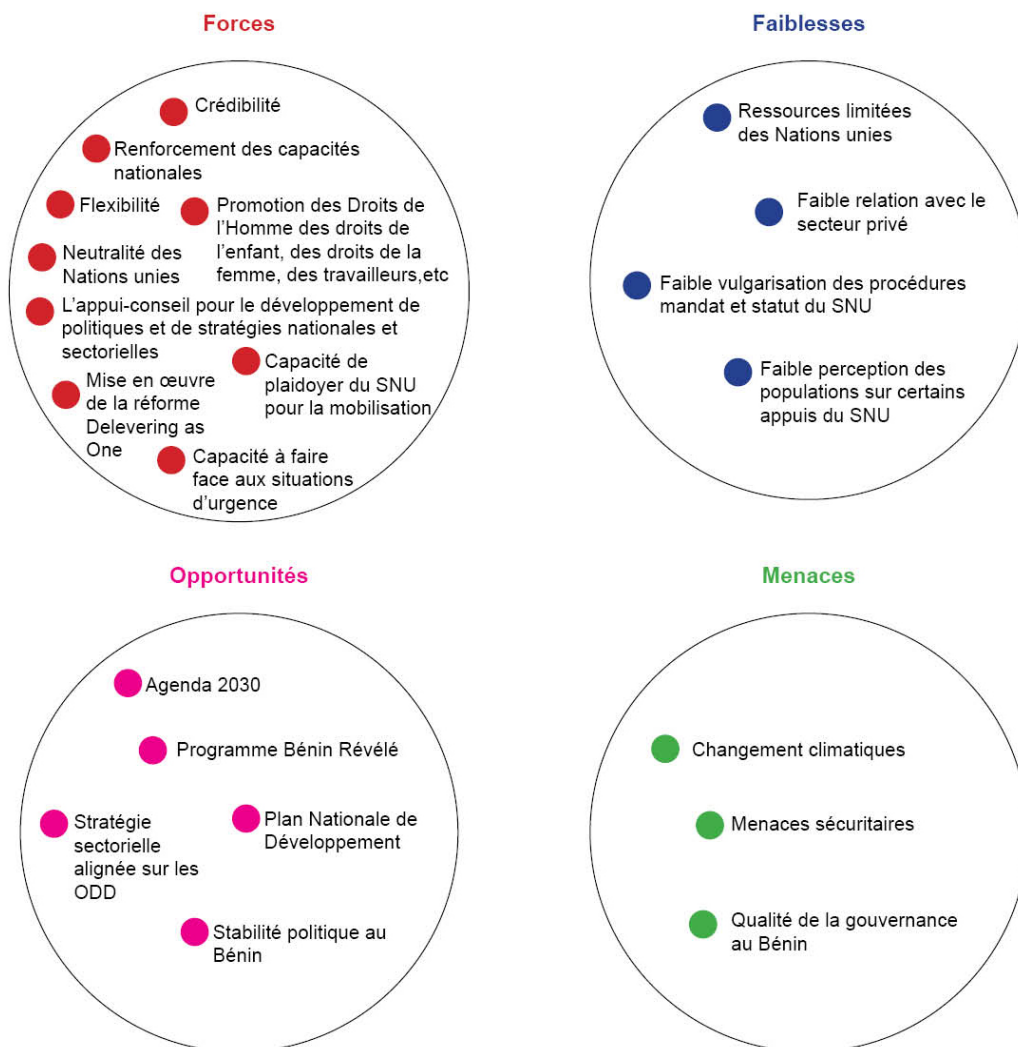 Forces
Crédibilité
Renforcement des capacités
nationales
Flexibilité
Promotion des Droits de
l’Homme des droits de
l’enfant, des droits de la
femme, des travailleurs,etc
Neutralité des
Nations unies
L’appui-conseil pour le développement de
politiques et de stratégies nationales et
sectorielles
Capacité de
plaidoyer du SNU
pour la mobilisation
Mise en œuvre
de la réforme
Delevering as
One
Capacité à faire
face aux situations
d’urgence
Faiblesses
Ressources limitées
des Nations unies
Faible relation avec le
secteur privé
Faible vulgarisation des procédures
mandat et statut du SNU
Faible perception des
populations sur certains
appuis du SNU
Opportunités
Agenda 2030
Programme Bénin Révélé
Stratégie
sectorielle
alignée sur les
ODD
Plan Nationale de
Développement
Stabilité politique au
Bénin
Menaces
Changement climatiques
Menaces sécuritaires
Qualité de la gouvernance
au Bénin